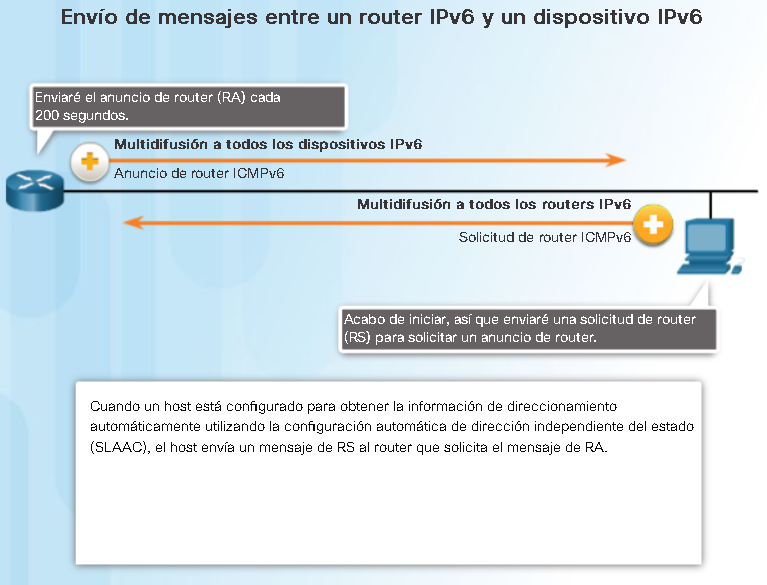 Envío de mensajes entre un router IPv6 y un dispositivo IPv6
Enviaré el anuncio de router (RA) cada
200 segundos.
Multidifusión a todos los dispositivos IPv6
Anuncio de router ICMPv6
Multidifusión a todos los routers IPv6
Solicitud de router ICMPv6
Acabo de iniciar, así que enviaré una solicitud de router
(RS) para solicitar un anuncio de router.
Cuando un host está configurado para obtener la información de direccionamiento
automáticamente utilizando la configuración automática de dirección independiente del estado
(SLAAC), el host envía un mensaje de RS al router que solicita el mensaje de RA.